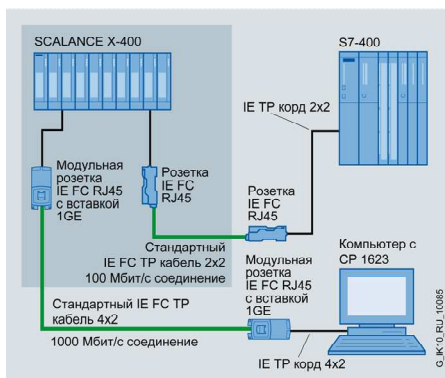 SCALANCE X-400
S7-400
IE TP корд 2x2
Модульная
розетка
IE FC RJ45
с вставкой
1GE
Розетка
IE FC
RJ45
Розетка
IE FC
RJ45
Стандартный
IE FC TP кабель 2x2
100 Мбит/с соединение
Компьютер с
CP 1623
Модульная
розетка
IE FC RJ45
с вставкой
1GE
Стандартный IE FC TP
кабель 4x2
1000 Мбит/с соединение
IE TP корд 4x2
G_IK10_RU_10085